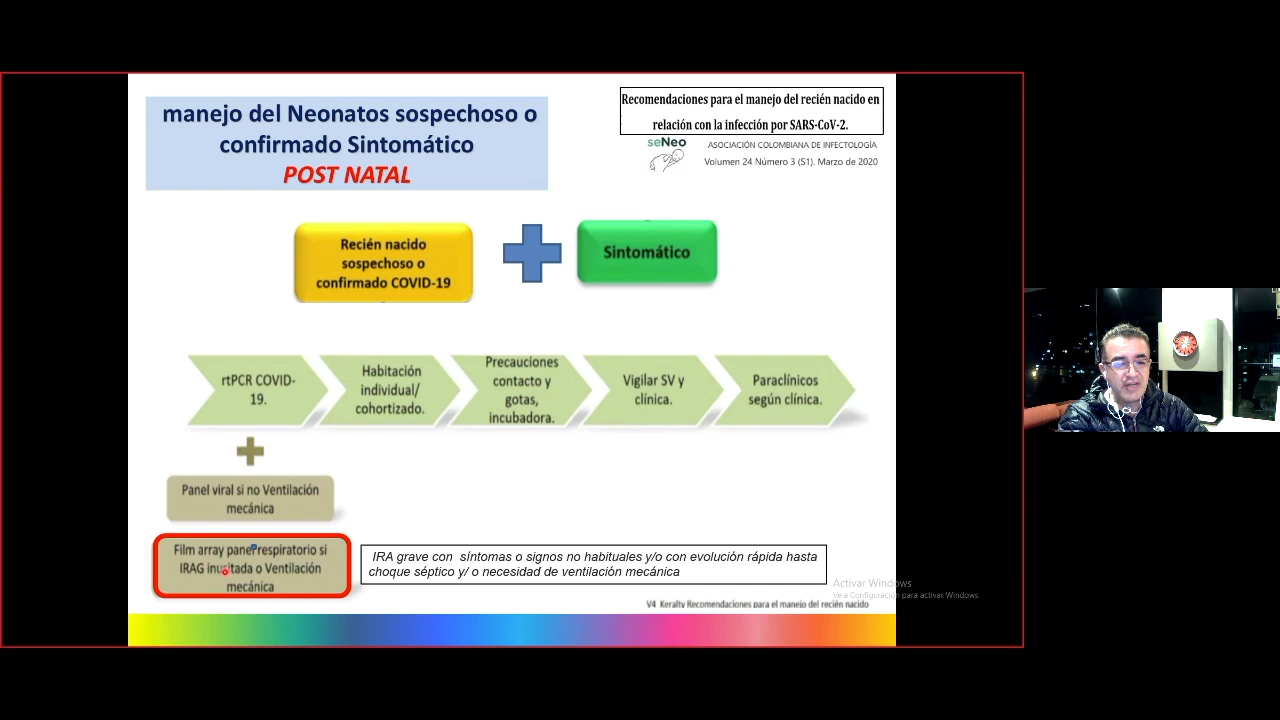 manejo del Neonatos sospechoso o
confirmado Sintomático
POST NATAL
Recomendaciones para el manejo del recién nacido en
relación con la infección por SARS-CoV-2.
seNeo
ASOCIACIÓN COLOMBIANA DE INFECTOLOGÍA
Volumen 24 Número 3 (S1). Marzo de 2020
Recién nacido
sospechoso o
confirmado COVID-19
Sintomático
rtPCR COVID-
19.
Habitación
individual/
cohortizado.
Precauciones
contacto y
gotas,
incubadora.
Vigilar SV y
clínica.
Paraclínicos
según clínica.
Panel viral si no Ventilación
mecánica
Film array panel respiratorio si
IRAG inusitada o Ventilación
mecánica
IRA grave con síntomas o signos no habituales y/o con evolución rápida hasta
choque séptico y/ o necesidad de ventilación mecánica
Activar Windows
Ve a Configuración para activar Windows.
V4 Keralty Recomendaciones para el manejo del recién nacido